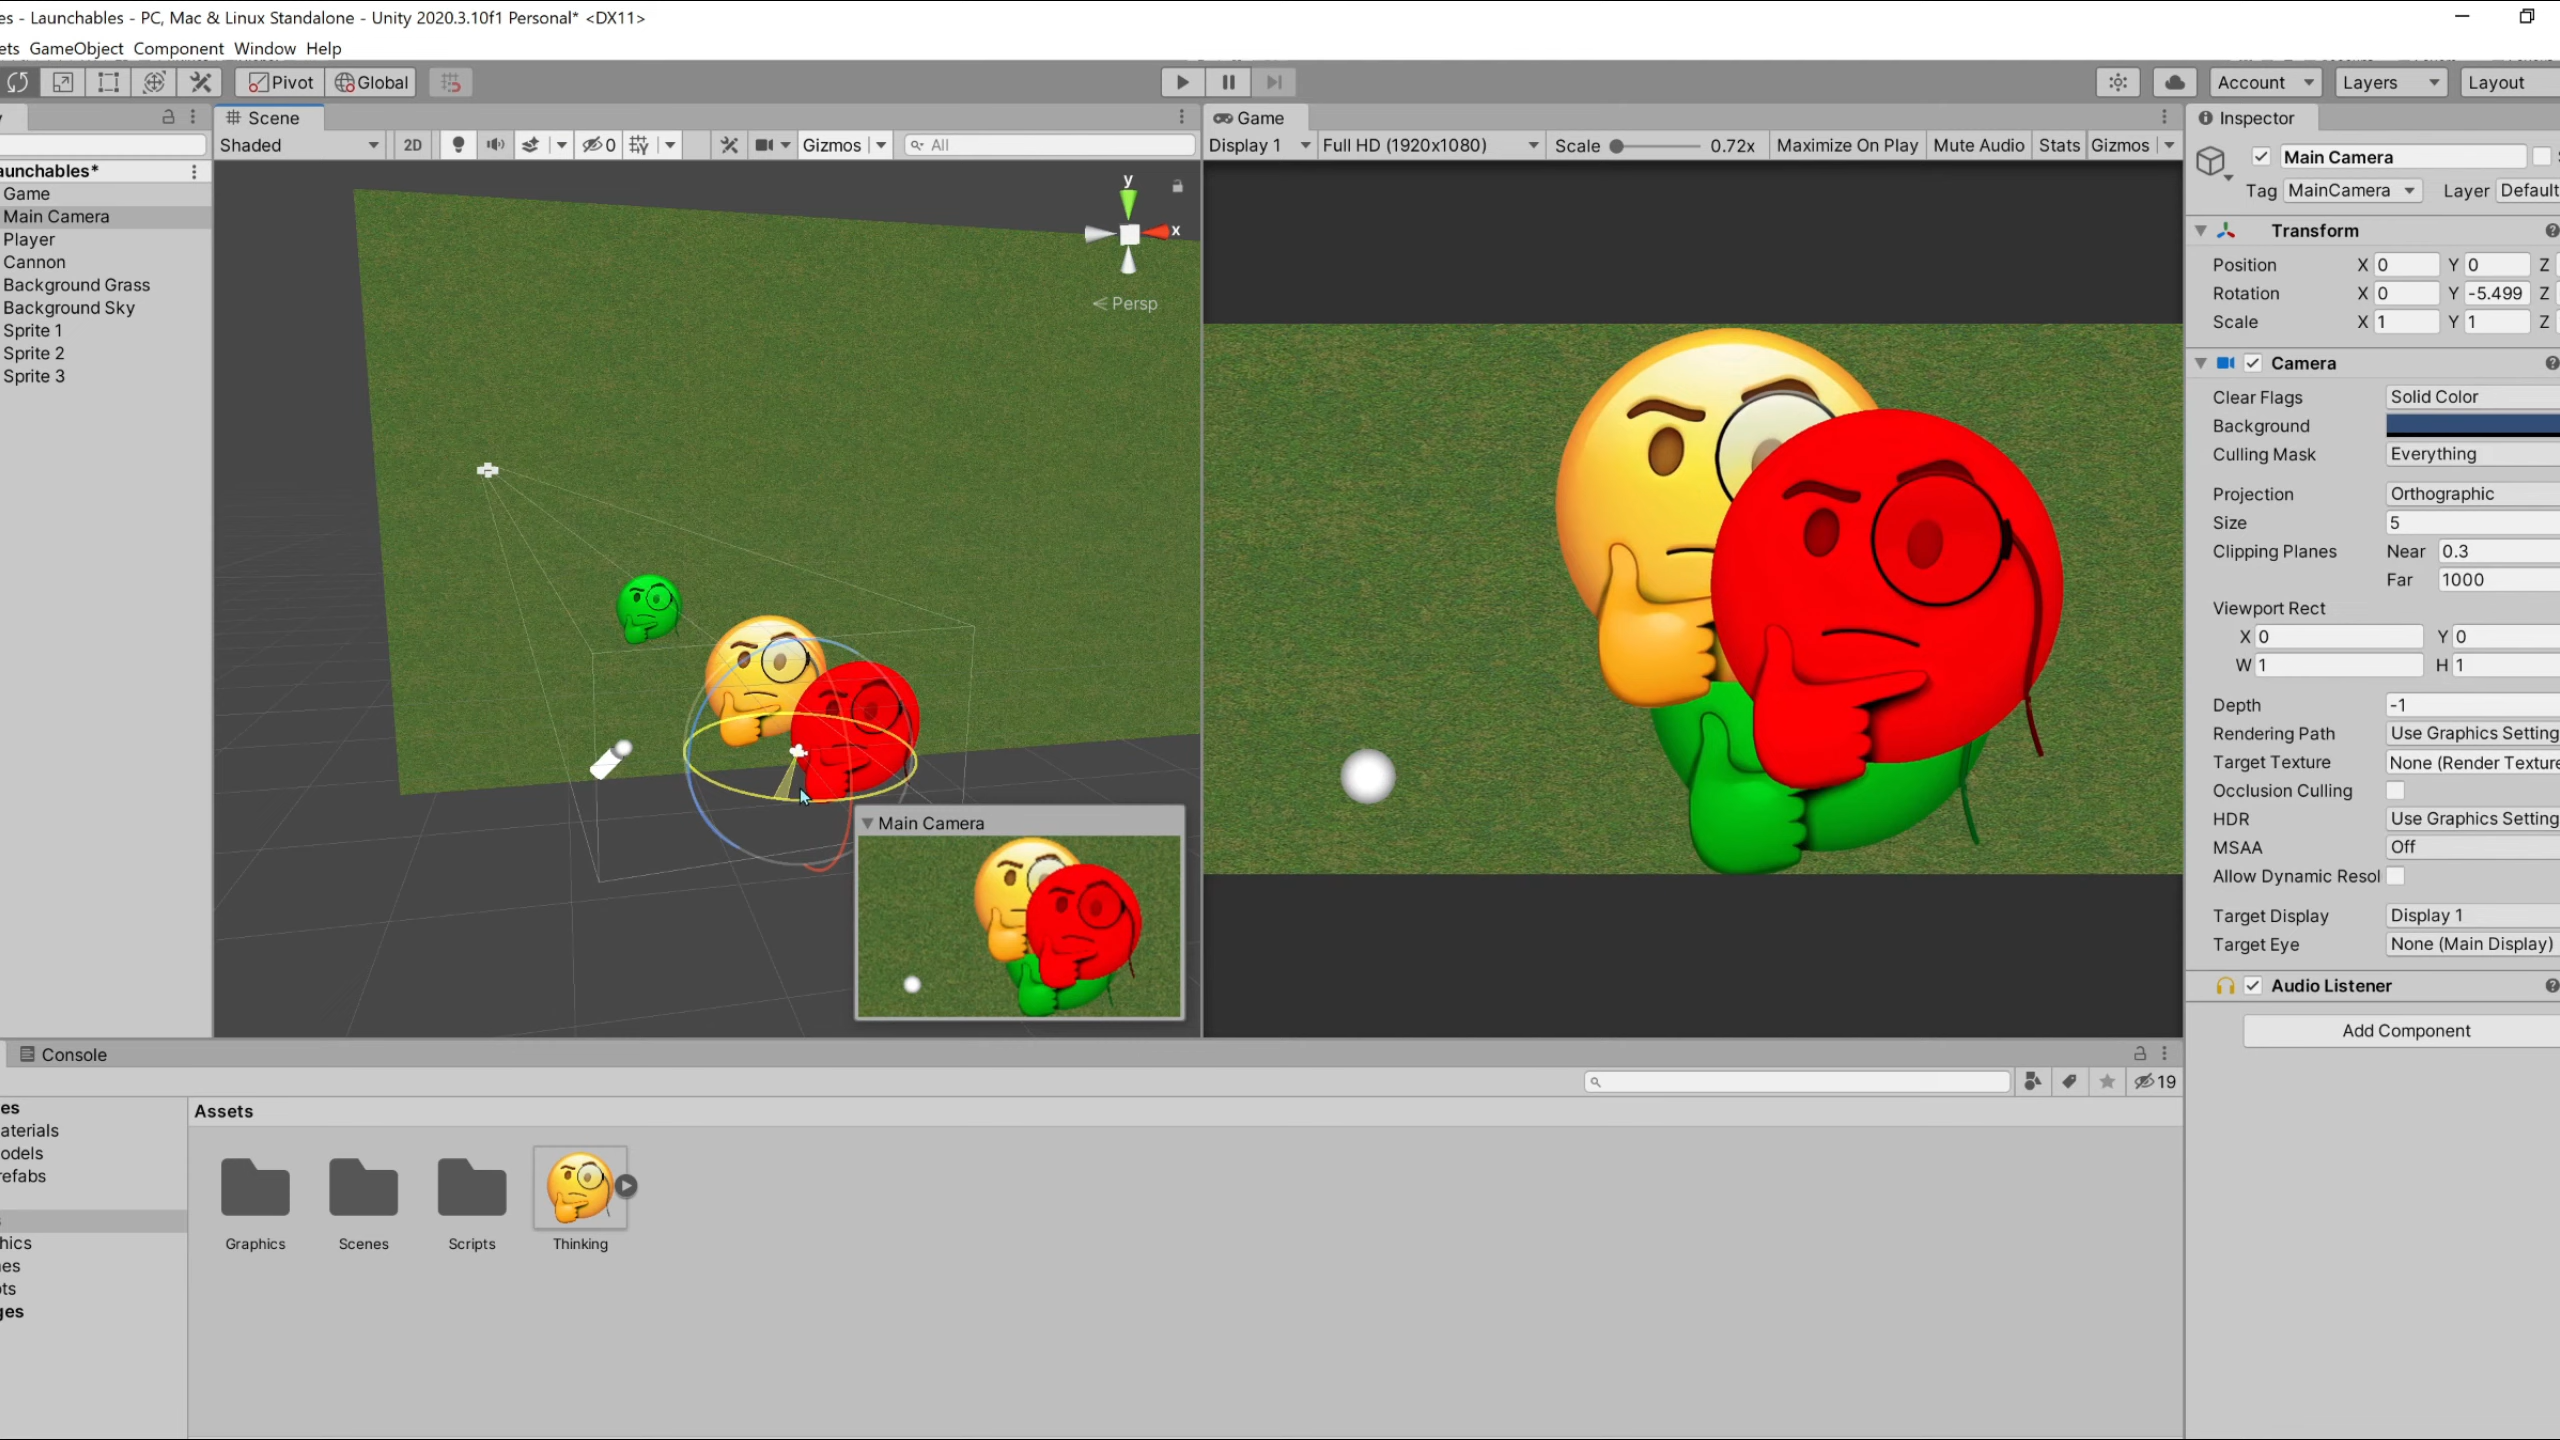 es - Launchables - PC, Mac & Linux Standalone - Unity 2020.3.10f1 Personal* <DX11>
ets GameObject Component Window Help
Pivot Global Account Layers Layout
Scene Game Inspector
Shaded 2D 0 Gizmos All Display 1 Full HD (1920x1080) Scale 0.72x Maximize On Play Mute Audio Stats Gizmos
Main Camera
Tag MainCamera Layer Default
aunchables*
Game
Main Camera
Player
Cannon
Background Grass
Background Sky
Sprite 1
Sprite 2
Sprite 3
y
x
Persp
Main Camera
Transform
Position X 0 Y 0 Z
Rotation X 0 Y -5.499 Z
Scale X 1 Y 1 Z
Camera
Clear Flags Solid Color
Background
Culling Mask Everything
Projection Orthographic
Size 5
Clipping Planes Near 0.3
Far 1000
Viewport Rect
X 0 Y 0
W 1 H 1
Depth -1
Rendering Path Use Graphics Setting
Target Texture None (Render Texture
Occlusion Culling
HDR Use Graphics Setting
MSAA Off
Allow Dynamic Resol
Target Display Display 1
Target Eye None (Main Display)
Audio Listener
Add Component
Console
19
es
aterials
odels
refabs
s
hics
es
ts
ges
Assets
Graphics Scenes Scripts Thinking